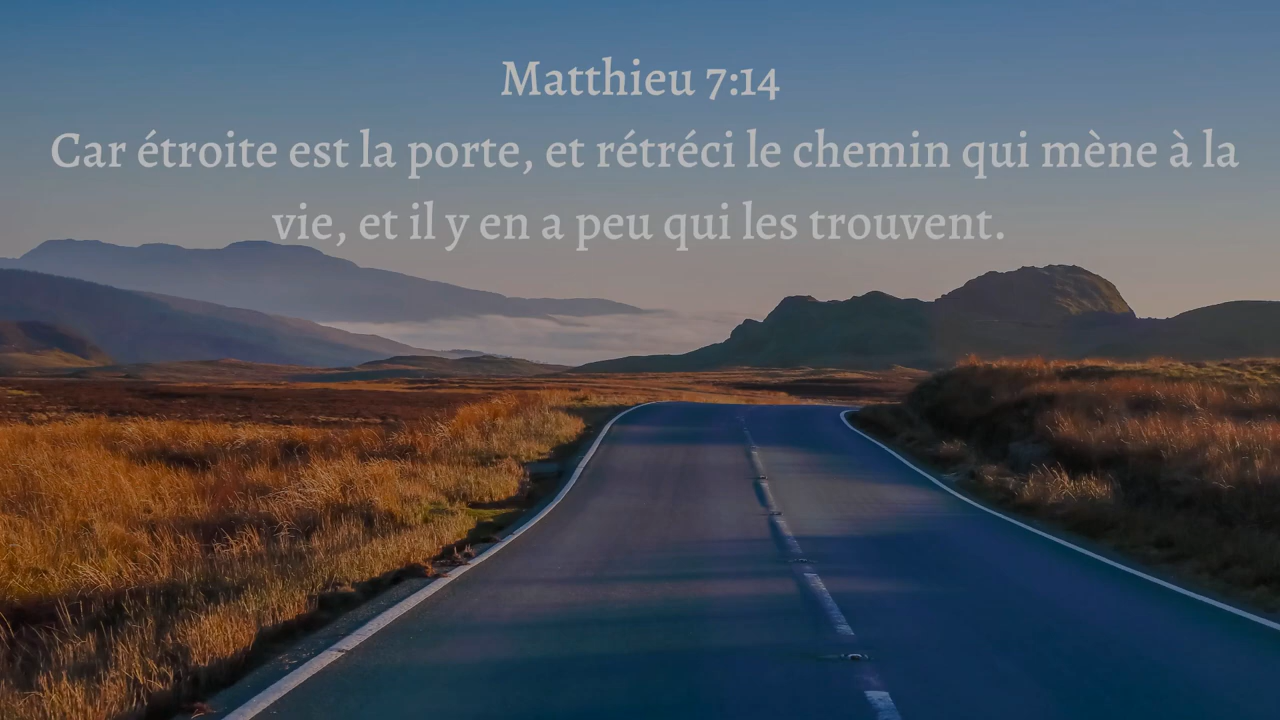 Matthieu 7:14
Car étroite est la porte, et rétréci le chemin qui mène à la
vie, et il y en a peu qui les trouvent.